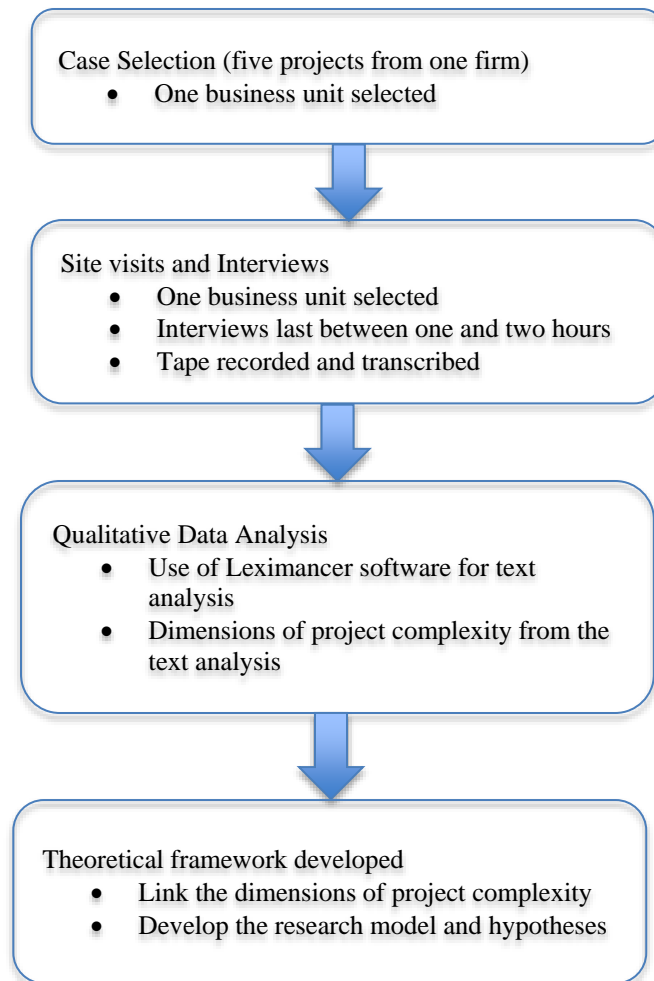 Case Selection (five projects from one firm)
• One business unit selected
Site visits and Interviews
• One business unit selected
• Interviews last between one and two hours
• Tape recorded and transcribed
Qualitative Data Analysis
• Use of Leximancer software for text
analysis
• Dimensions of project complexity from the
text analysis
Theoretical framework developed
• Link the dimensions of project complexity
• Develop the research model and hypotheses